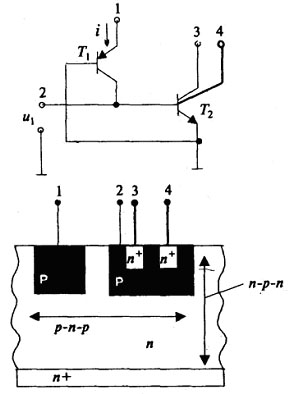 1
i
3 4
T₁
2
T₂
u₁
1 2 3 4
P P n⁺ n⁺
n-p-n
p-n-p
n
n+